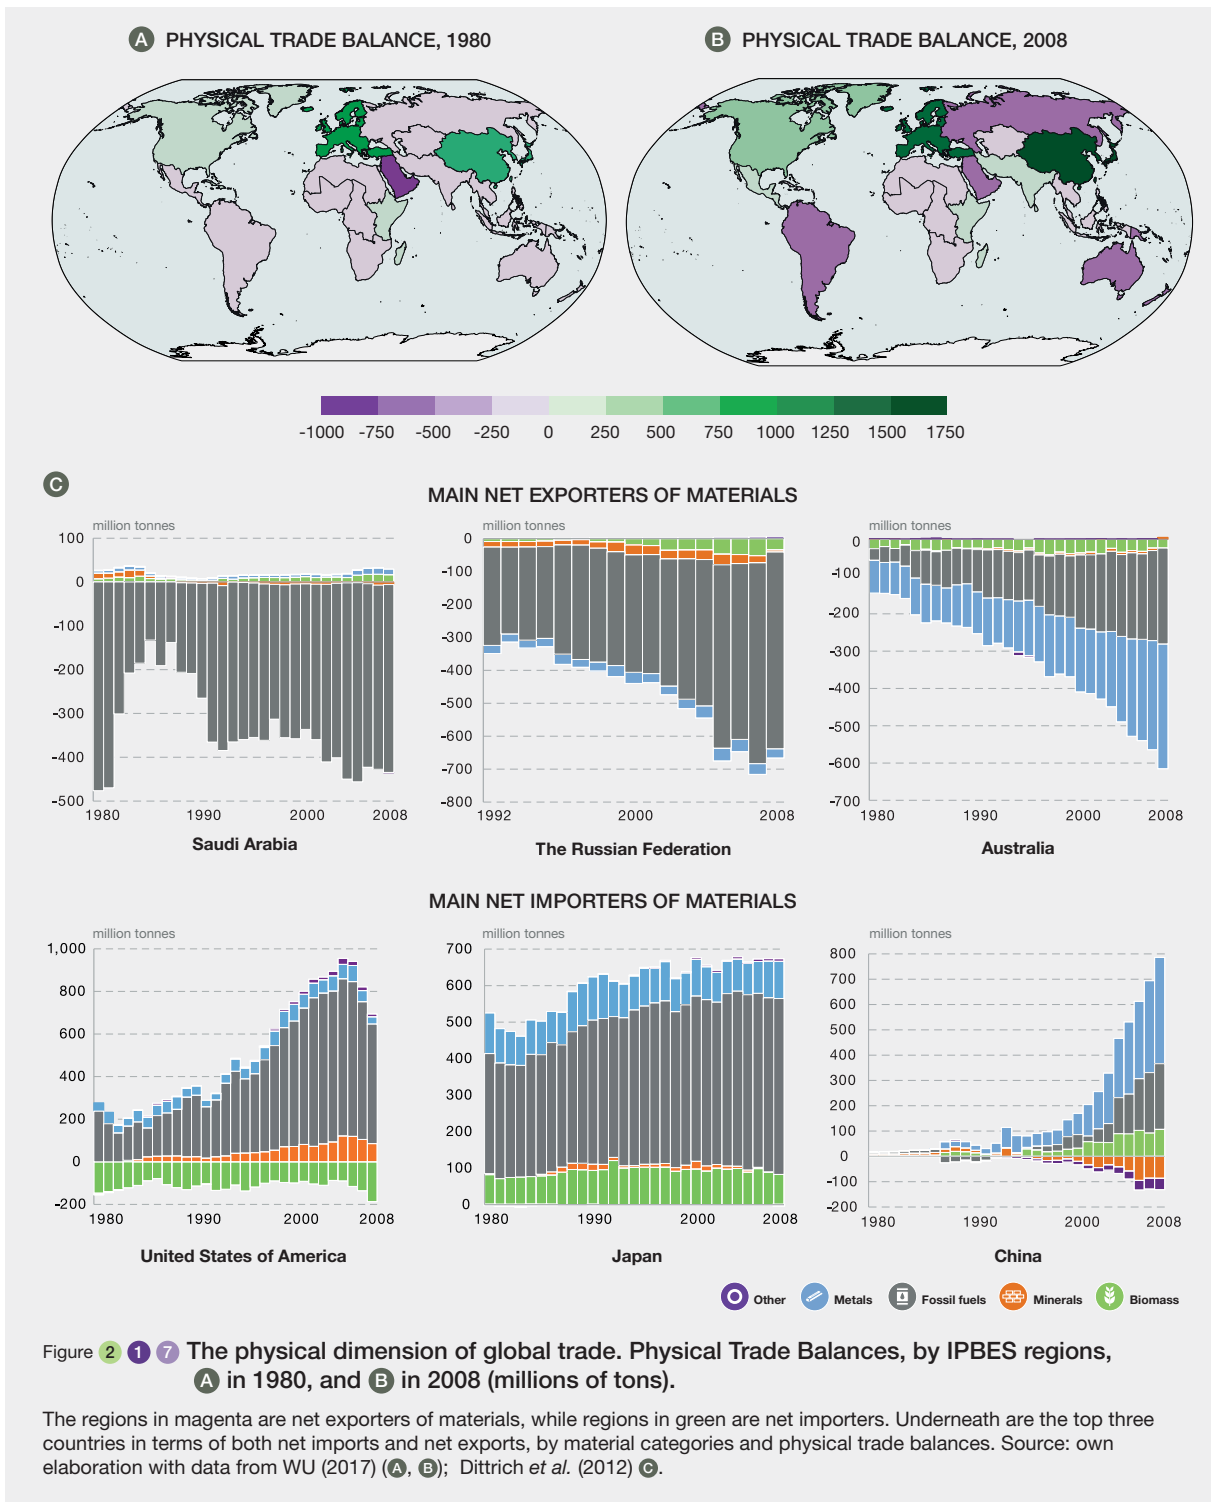 A PHYSICAL TRADE BALANCE, 1980
B PHYSICAL TRADE BALANCE, 2008
-1000 -750 -500 -250 0 250 500 750 1000 1250 1500 1750
C
MAIN NET EXPORTERS OF MATERIALS
million tonnes
100
0
-100
-200
-300
-400
-500
1980 1990 2000 2008
Saudi Arabia
million tonnes
0
-100
-200
-300
-400
-500
-600
-700
-800
1992 2000 2008
The Russian Federation
million tonnes
0
-100
-200
-300
-400
-500
-600
-700
1980 1990 2000 2008
Australia
MAIN NET IMPORTERS OF MATERIALS
million tonnes
1,000
800
600
400
200
0
-200
1980 1990 2000 2008
United States of America
million tonnes
700
600
500
400
300
200
100
0
1980 1990 2000 2008
Japan
million tonnes
800
700
600
500
400
300
200
100
0
-100
-200
1980 1990 2000 2008
China
Other Metals Fossil fuels Minerals Biomass
Figure 2 1 7 The physical dimension of global trade. Physical Trade Balances, by IPBES regions,
A in 1980, and B in 2008 (millions of tons).
The regions in magenta are net exporters of materials, while regions in green are net importers. Underneath are the top three
countries in terms of both net imports and net exports, by material categories and physical trade balances. Source: own
elaboration with data from WU (2017) (A, B); Dittrich et al. (2012) C.